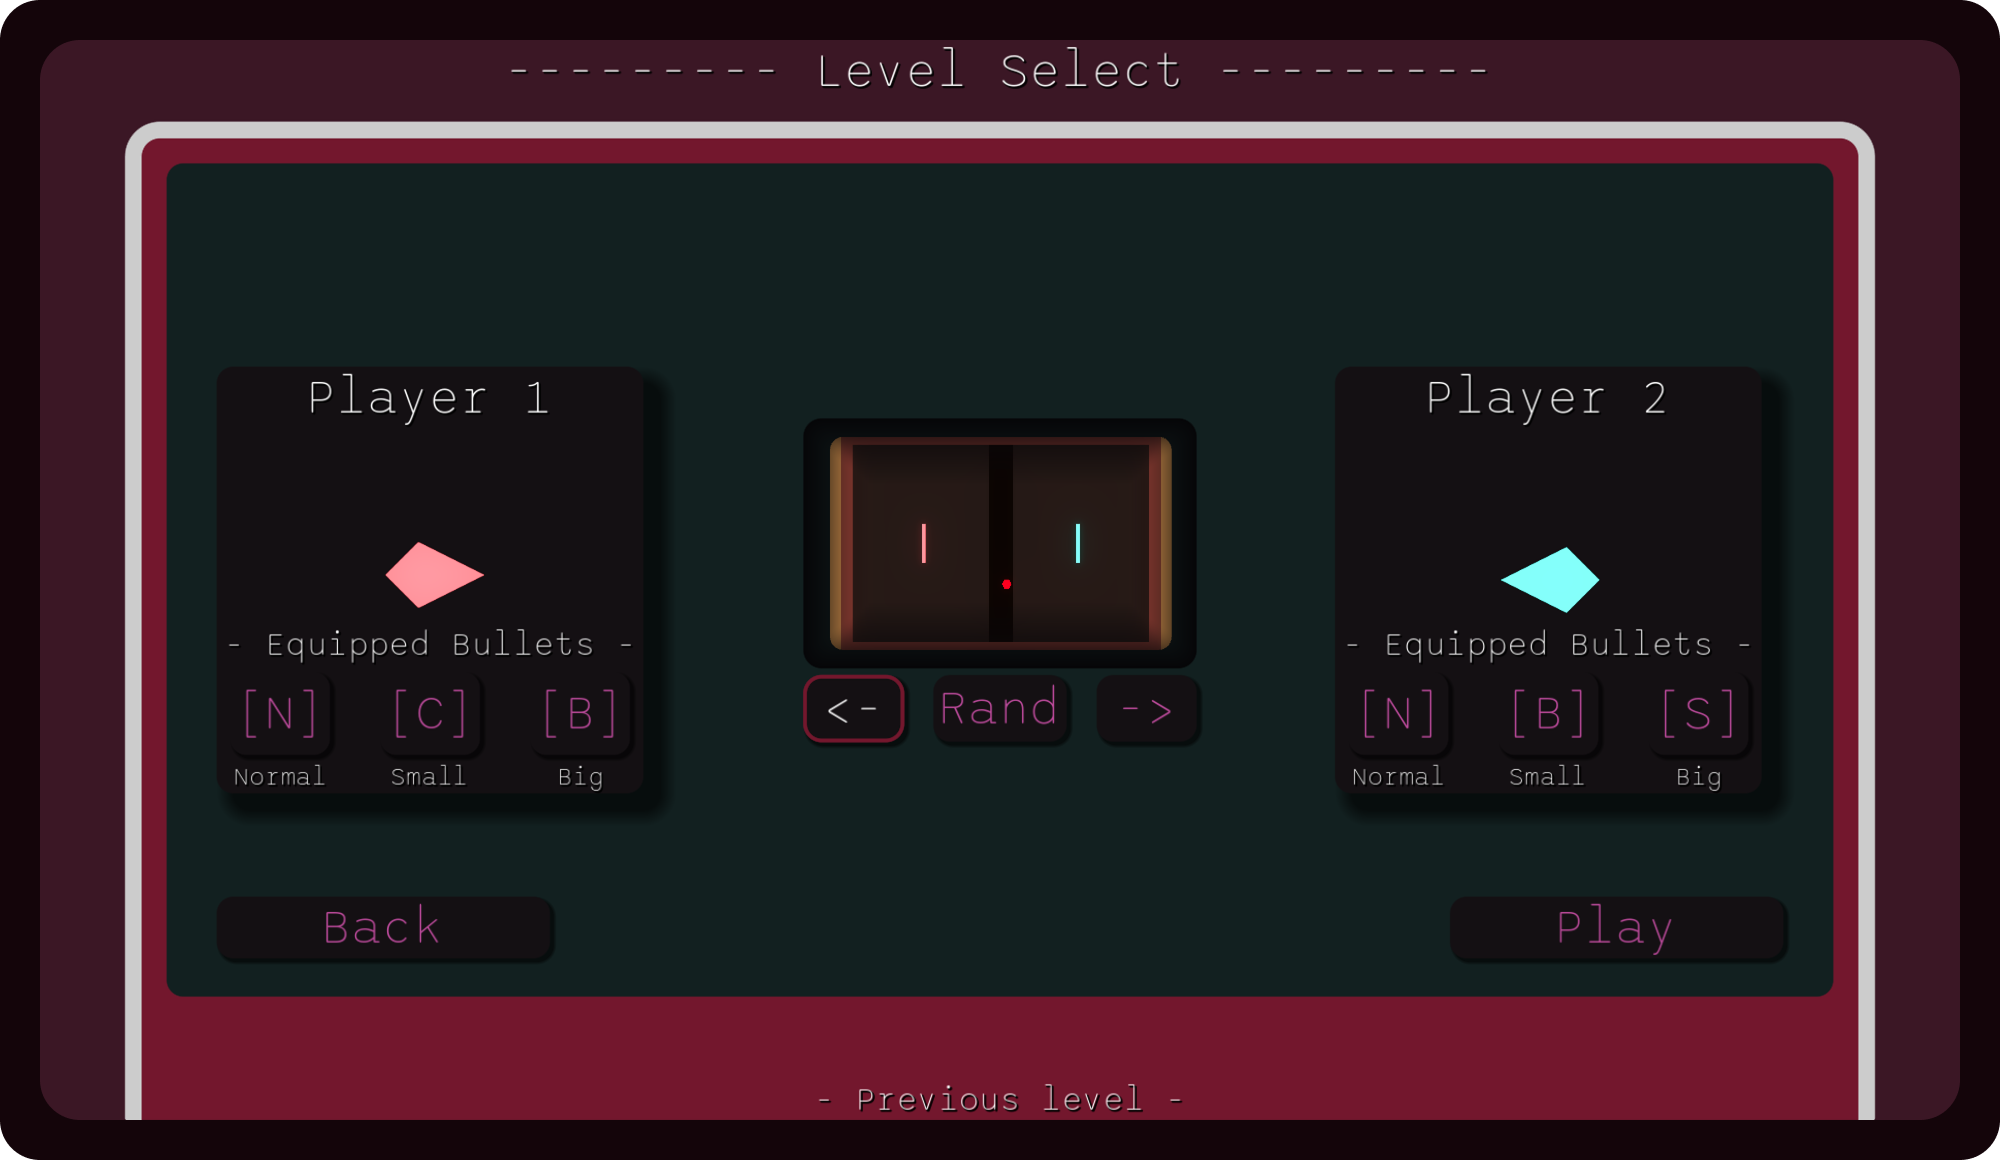 --------- Level Select ---------
Player 1
- Equipped Bullets -
[N] [C] [B]
Normal Small Big
<- Rand ->
Player 2
- Equipped Bullets -
[N] [B] [S]
Normal Small Big
Back
Play
- Previous level -